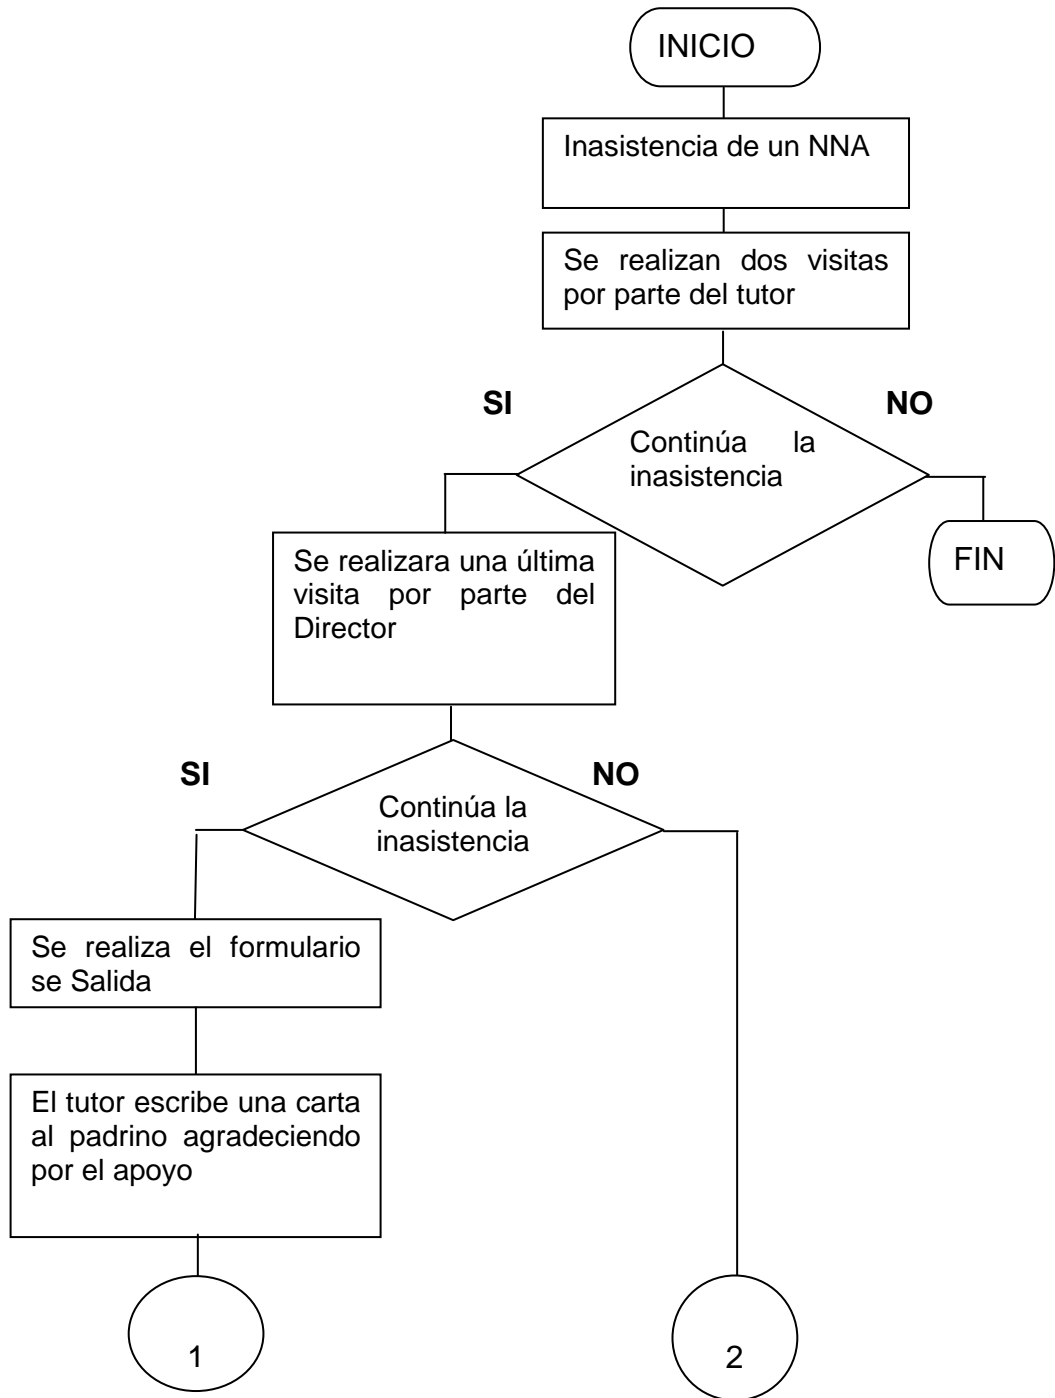 INICIO
Inasistencia de un NNA
Se realizan dos visitas
por parte del tutor
SI
NO
Continúa la
inasistencia
FIN
Se realizara una última
visita por parte del
Director
SI
NO
Continúa la
inasistencia
Se realiza el formulario
se Salida
El tutor escribe una carta
al padrino agradeciendo
por el apoyo
1
2